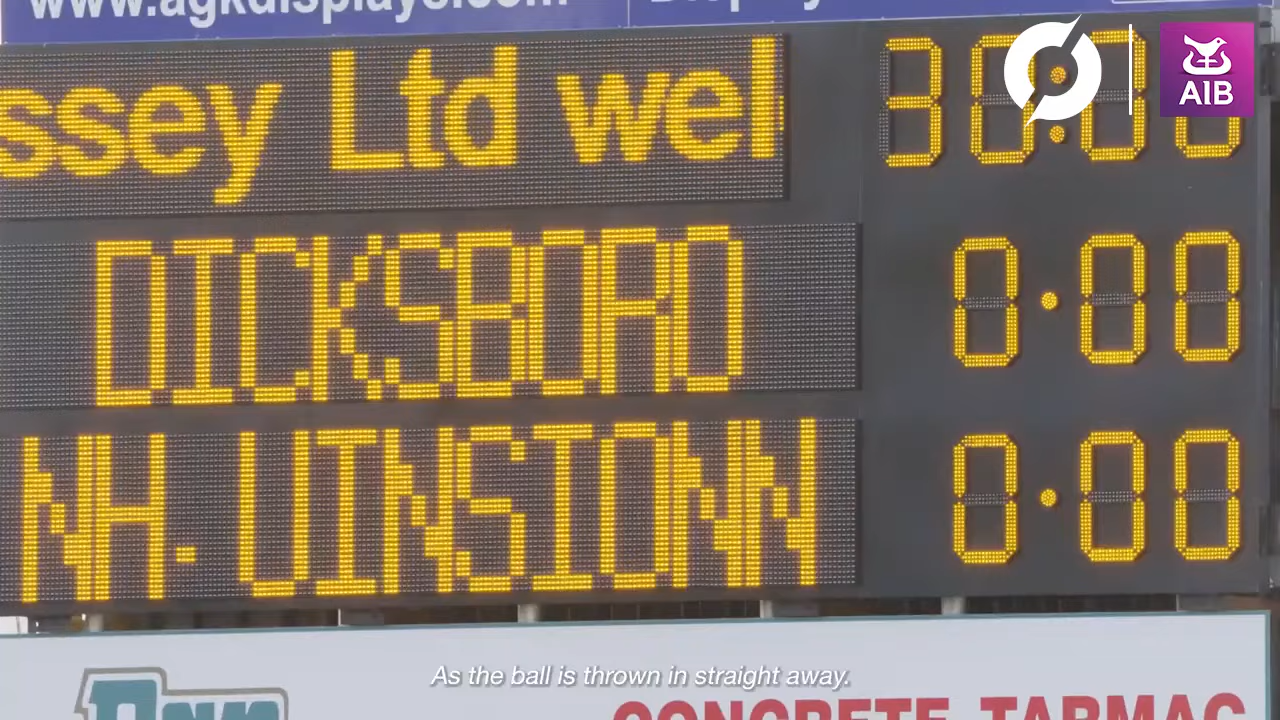 www.agkdisplays.com Display
ssey Ltd wel 30:00
AIB
DICKSBORO 0.00
NH.UINSIONN 0.00
As the ball is thrown in straight away.
CONCRETE TARMAC